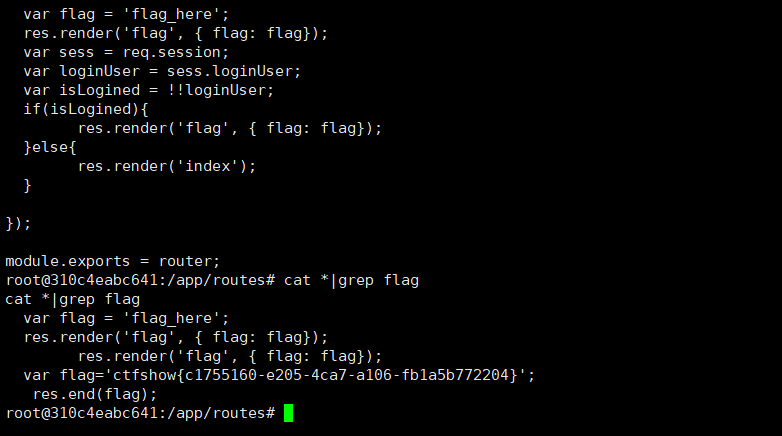 var flag = 'flag_here';
res.render('flag', { flag: flag});
var sess = req.session;
var loginUser = sess.loginUser;
var isLogined = !!loginUser;
if(isLogined){
res.render('flag', { flag: flag});
}else{
res.render('index');
}
});
module.exports = router;
root@310c4eabc641:/app/routes# cat *|grep flag
cat *|grep flag
var flag = 'flag_here';
res.render('flag', { flag: flag});
res.render('flag', { flag: flag});
var flag='ctfshow{c1755160-e205-4ca7-a106-fb1a5b772204}';
res.end(flag);
root@310c4eabc641:/app/routes#